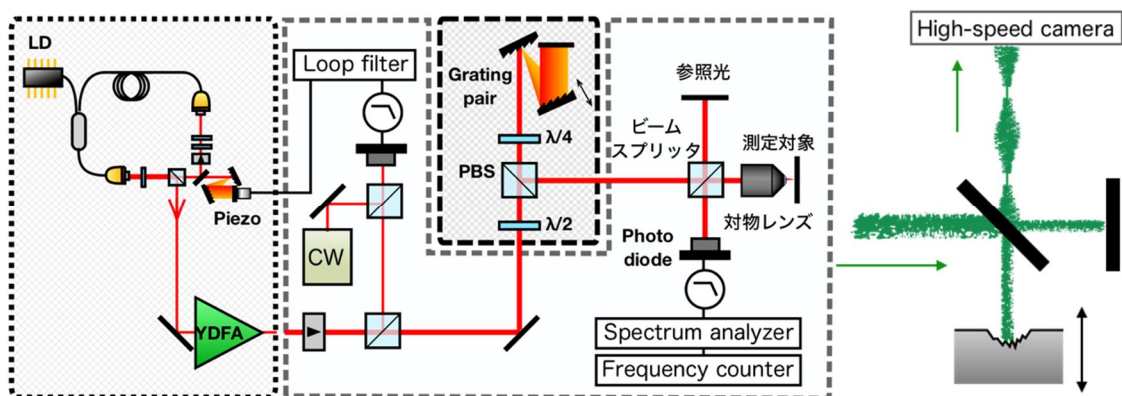 LD
Piezo
YDFA
Loop filter
CW
Grating
pair
λ/4
PBS
λ/2
参照光
ビーム
スプリッタ
測定対象
対物レンズ
Photo
diode
Spectrum analyzer
Frequency counter
High-speed camera